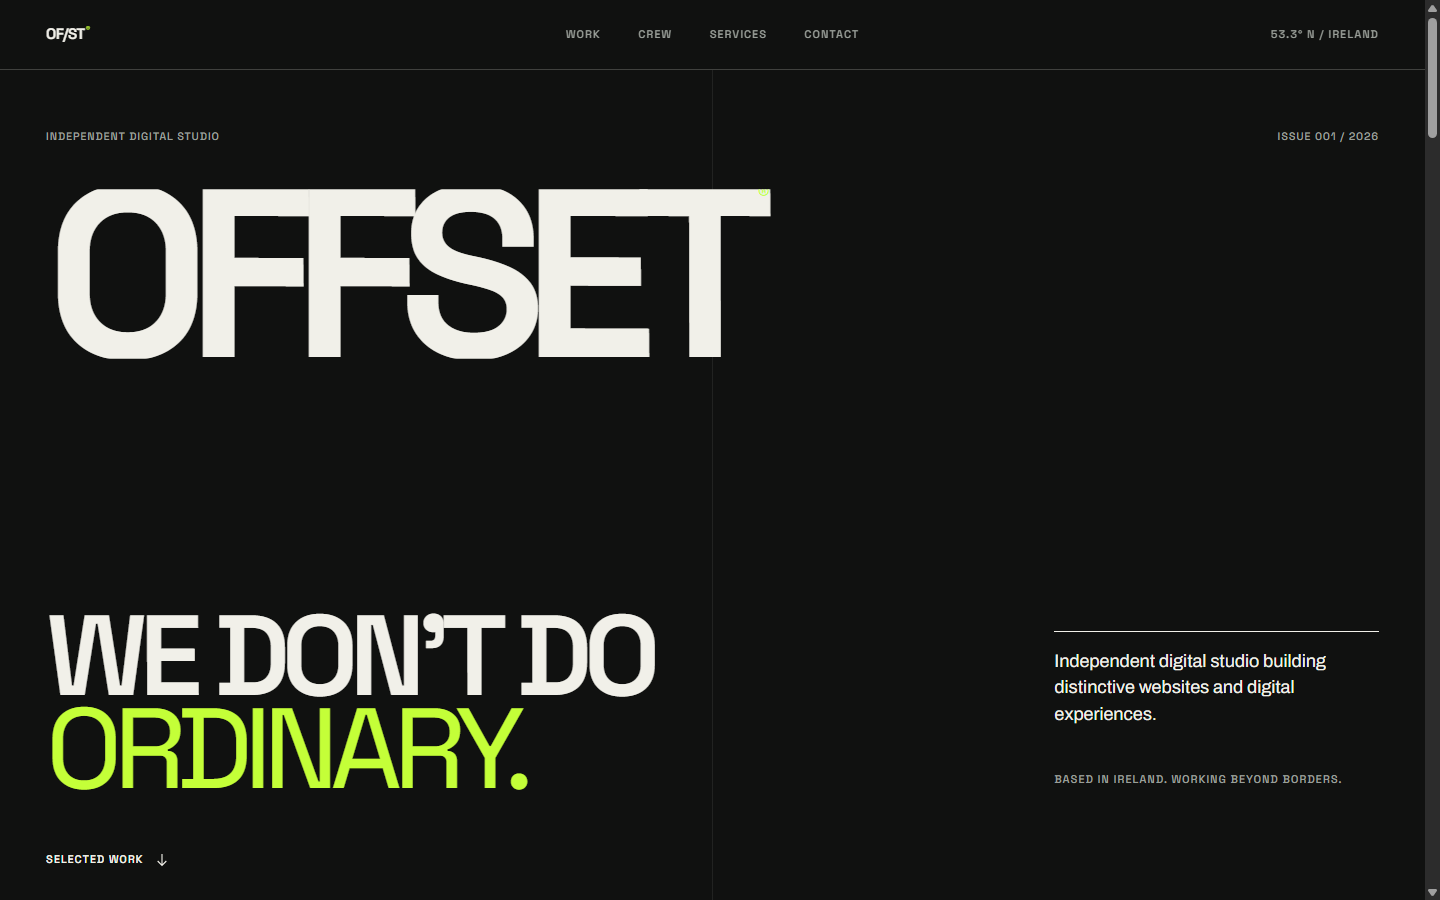 OF/ST
WORK CREW SERVICES CONTACT
53.3° N / IRELAND
INDEPENDENT DIGITAL STUDIO
ISSUE 001 / 2026
OFFSET
WE DON’T DO
ORDINARY.
Independent digital studio building
distinctive websites and digital
experiences.
BASED IN IRELAND. WORKING BEYOND BORDERS.
SELECTED WORK ↓